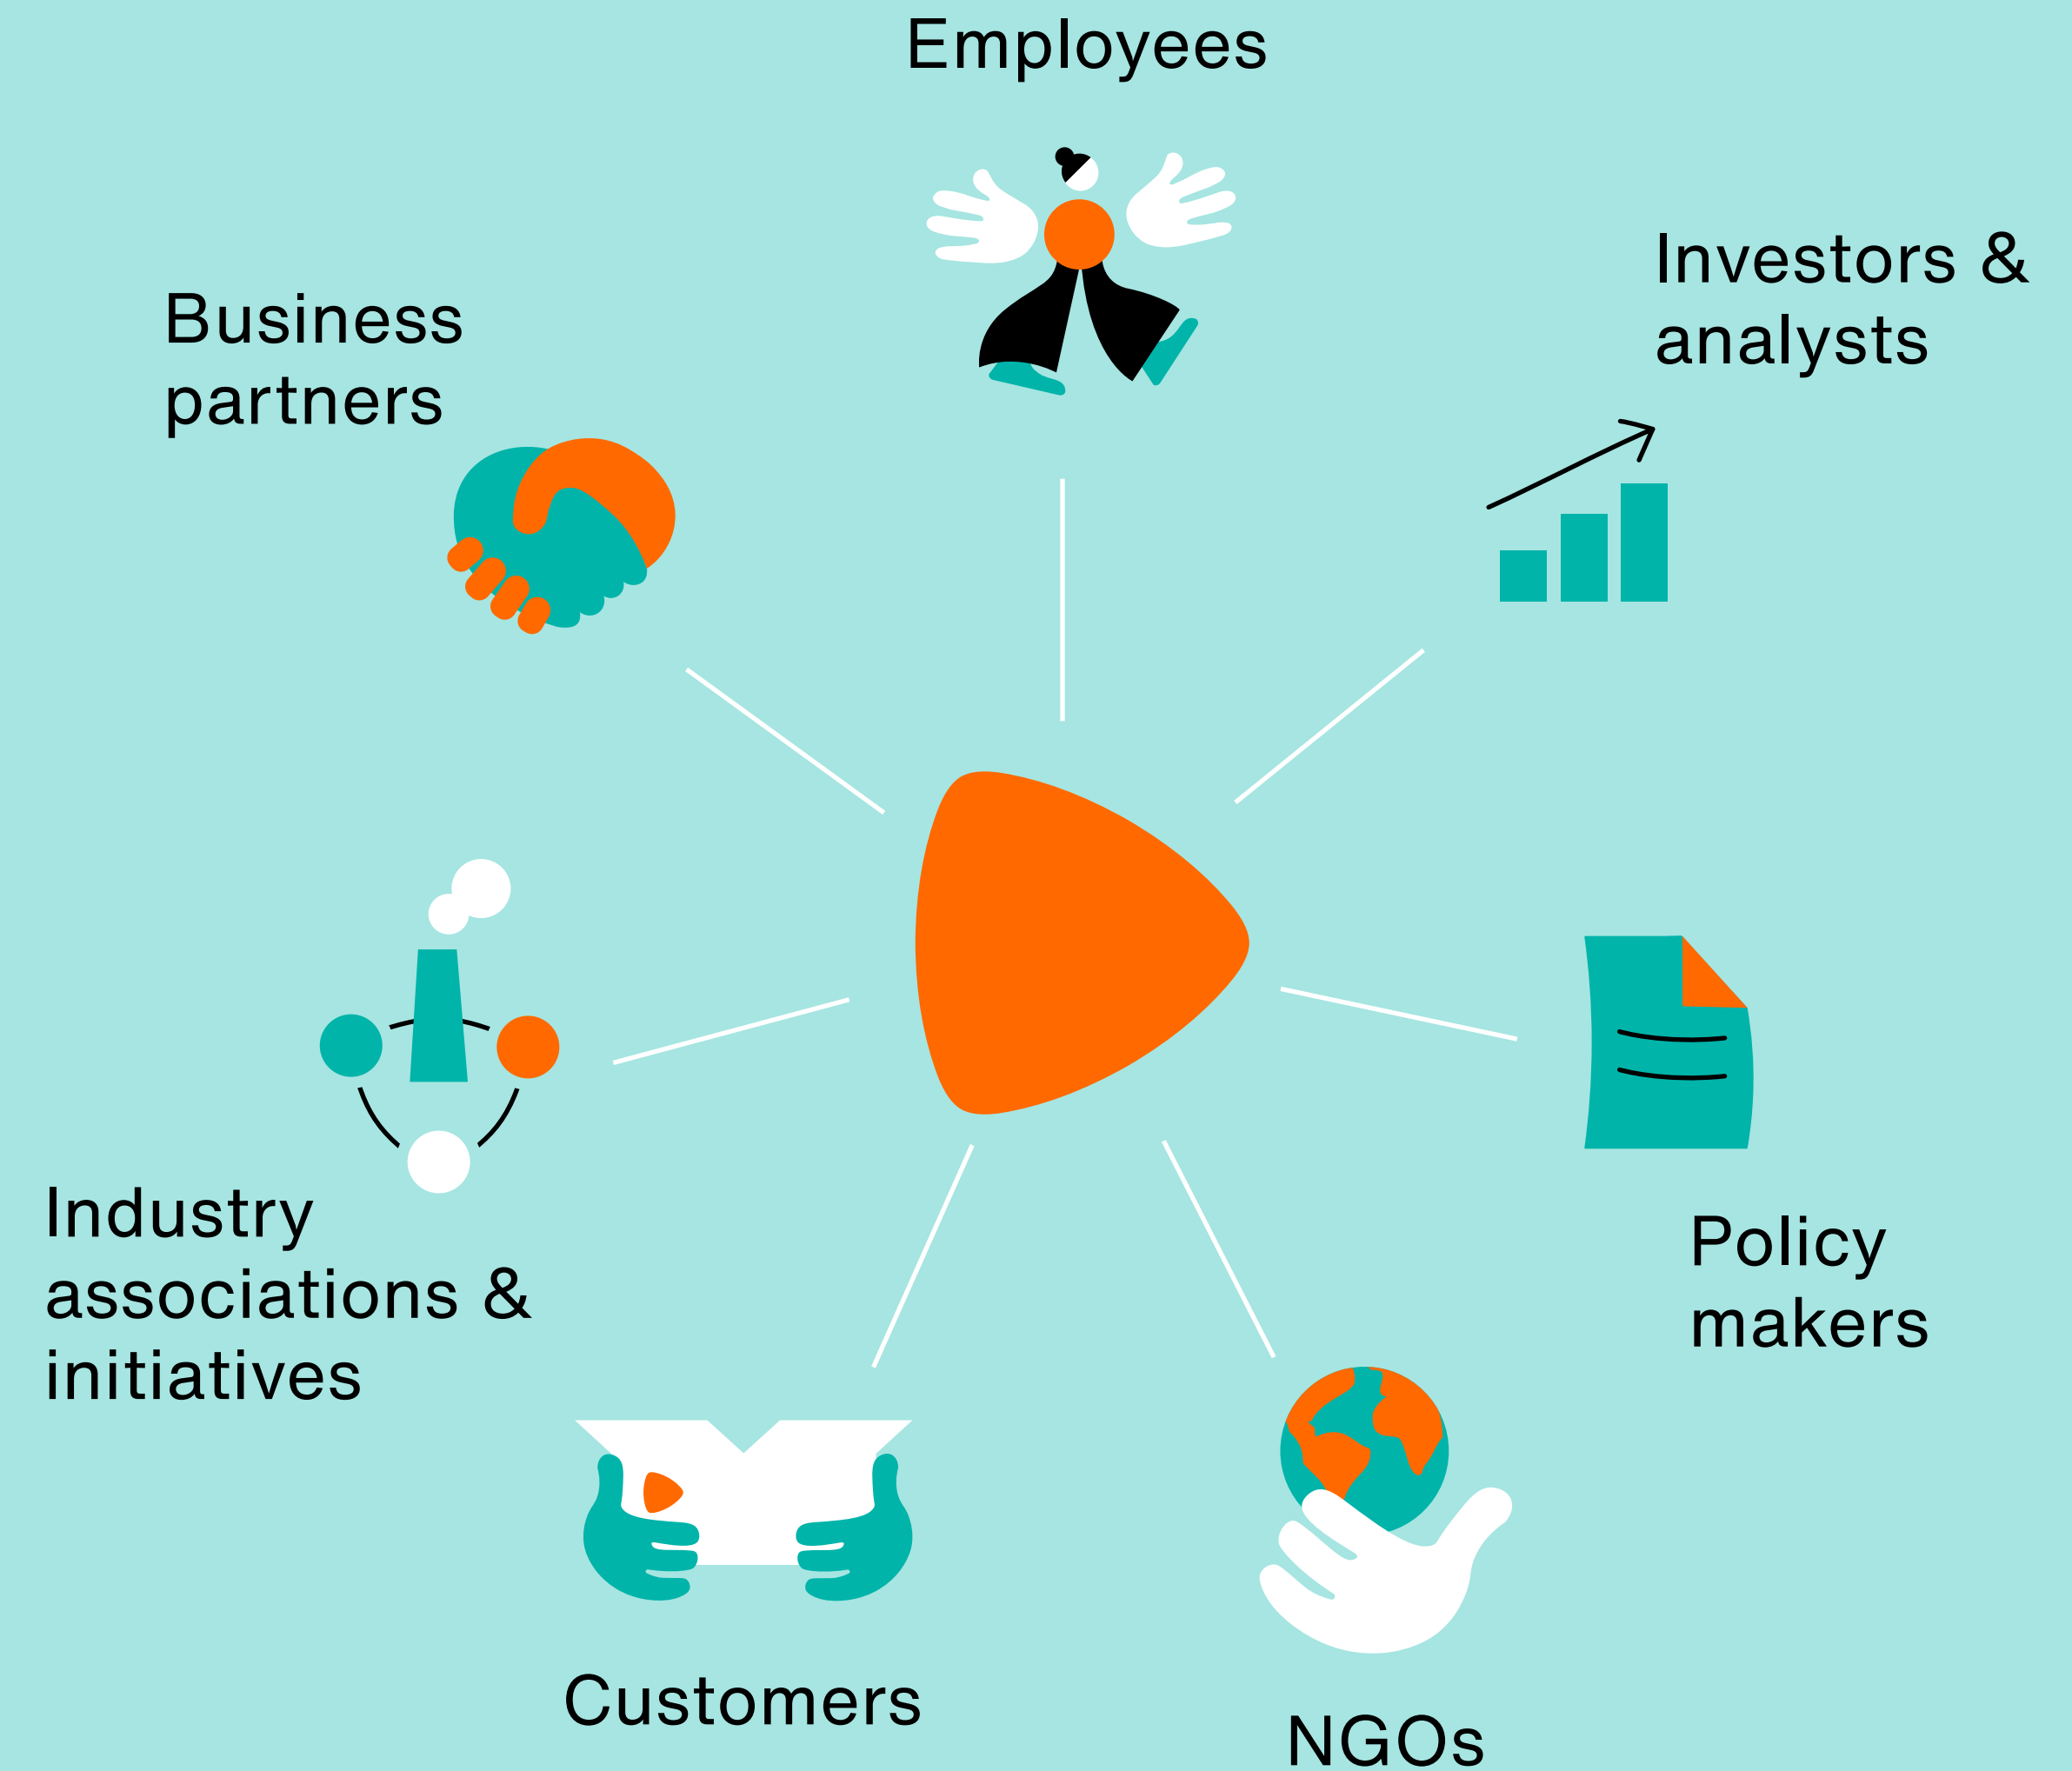 Employees
Investors &
analysts
Business
partners
Industry
associations &
initiatives
Policy
makers
Customers
NGOs